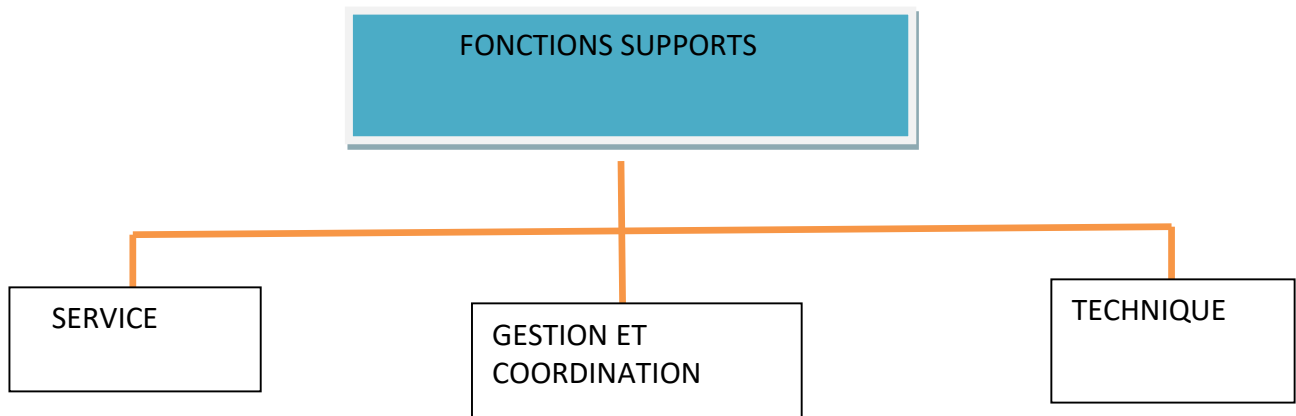 FONCTIONS SUPPORTS
SERVICE
GESTION ET
COORDINATION
TECHNIQUE